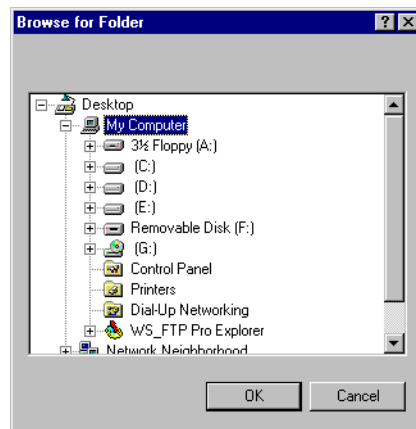 Browse for Folder
Desktop
My Computer
3½ Floppy (A:)
(C:)
(D:)
(E:)
Removable Disk (F:)
(G:)
Control Panel
Printers
Dial-Up Networking
WS_FTP Pro Explorer
Network Neighborhood
OK Cancel